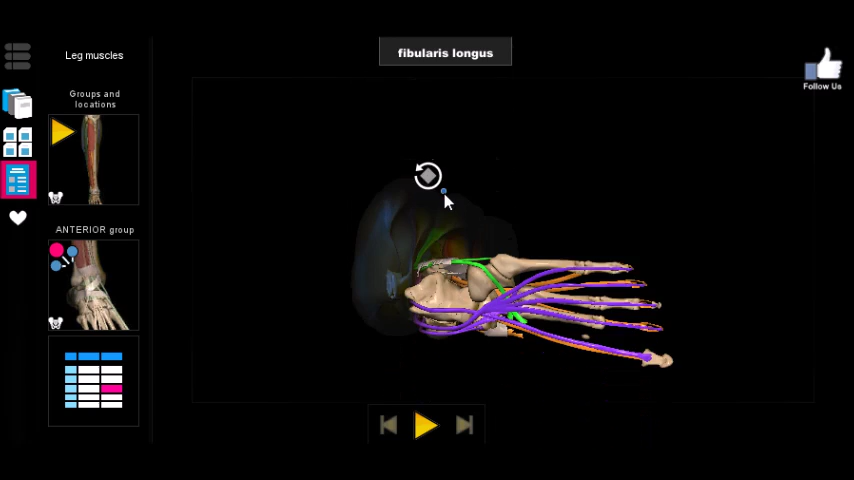 Leg muscles
fibularis longus
Follow Us
Groups and
locations
ANTERIOR group